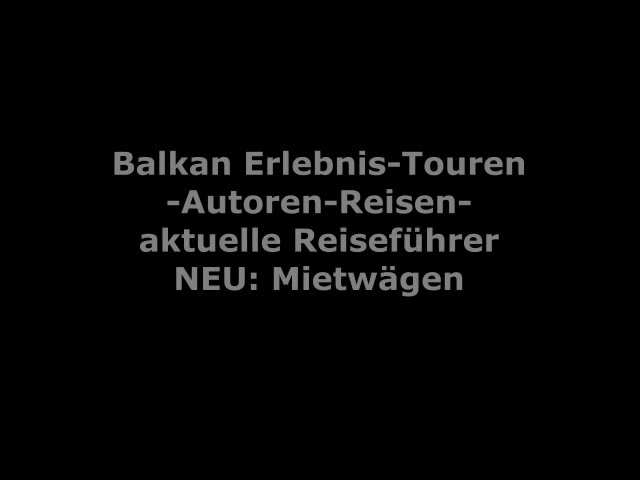 Balkan Erlebnis-Touren
-Autoren-Reisen-
aktuelle Reiseführer
NEU: Mietwägen